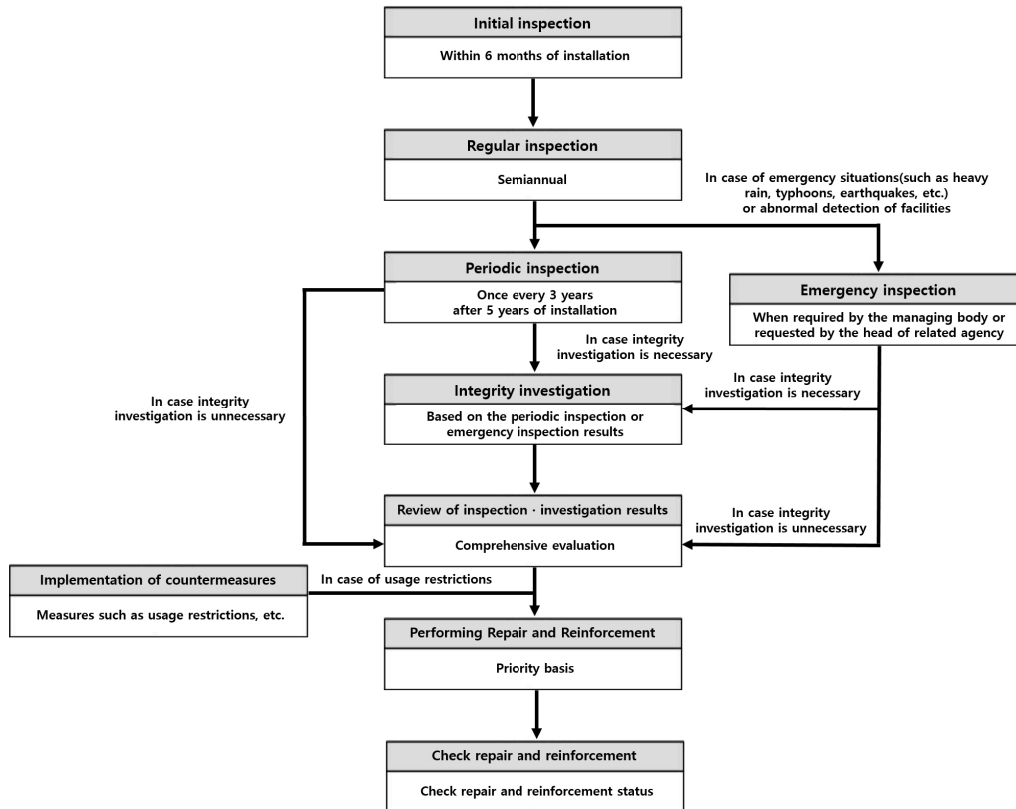 Initial inspection
Within 6 months of installation
Regular inspection
Semiannual
In case of emergency situations(such as heavy
rain, typhoons, earthquakes, etc.)
or abnormal detection of facilities
Periodic inspection
Once every 3 years
after 5 years of installation
Emergency inspection
When required by the managing body or
requested by the head of related agency
In case integrity
investigation is necessary
Integrity investigation
Based on the periodic inspection or
emergency inspection results
In case integrity
investigation is necessary
In case integrity
investigation is unnecessary
Review of inspection · investigation results
Comprehensive evaluation
In case integrity
investigation is unnecessary
Implementation of countermeasures
Measures such as usage restrictions, etc.
In case of usage restrictions
Performing Repair and Reinforcement
Priority basis
Check repair and reinforcement
Check repair and reinforcement status